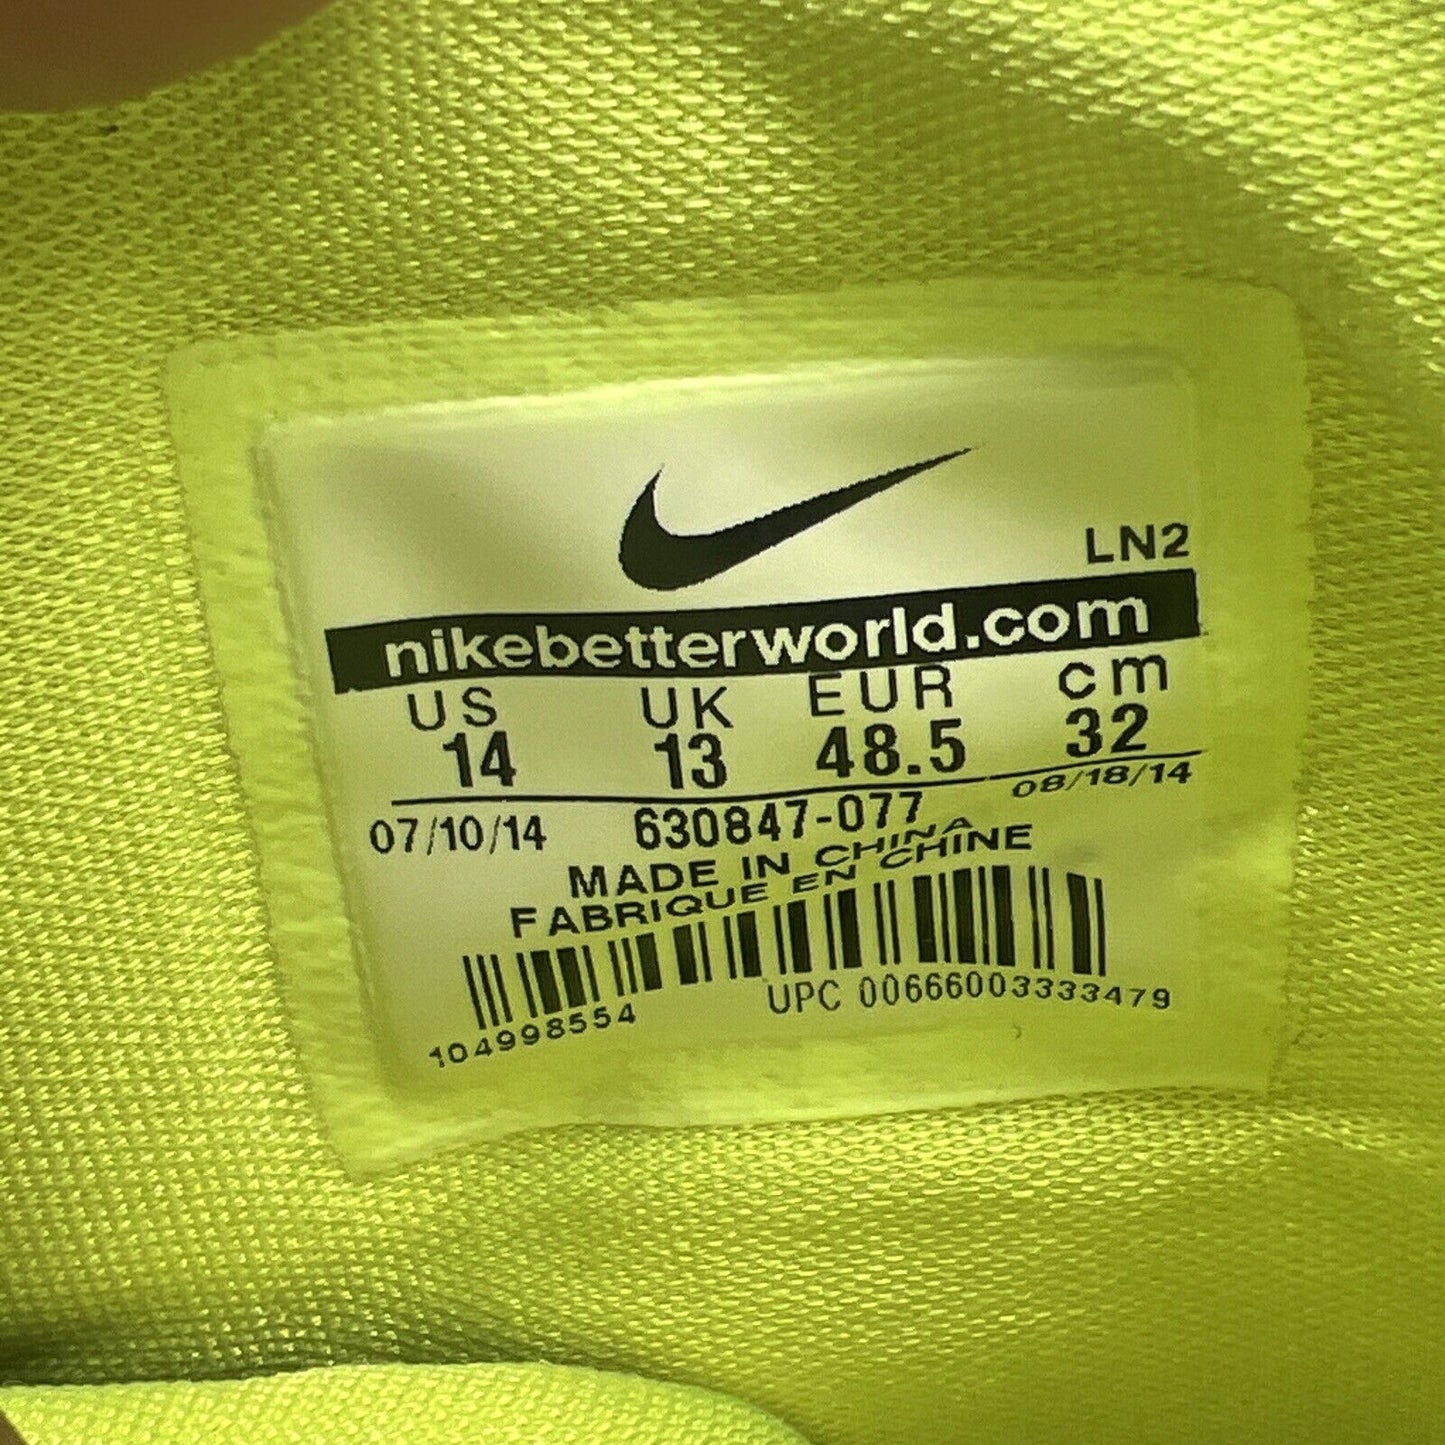 LN2
nikebetterworld.com
US UK EUR cm
14 13 48.5 32
07/10/14 630847-077 08/18/14
MADE IN CHINA
FABRIQUE EN CHINE
104998554 UPC 00666003333479